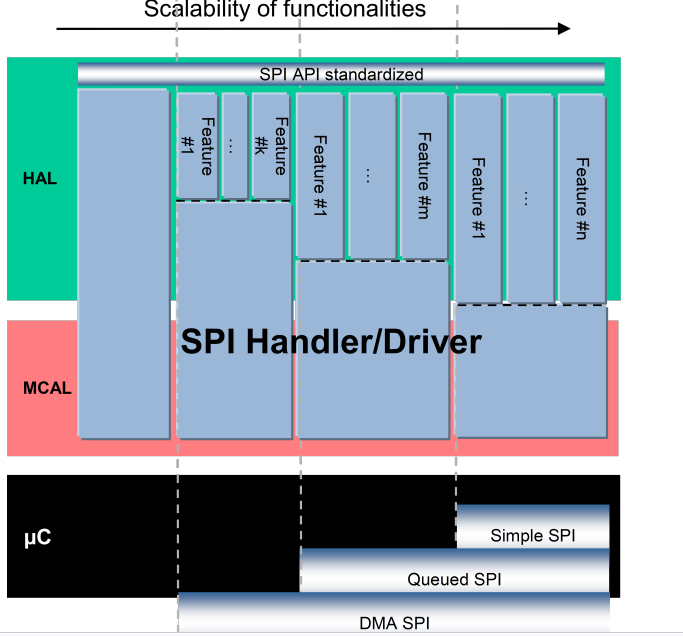 Scalability of functionalities
SPI API standardized
HAL
Feature
#1
...
Feature
#k
Feature #1
...
Feature #m
Feature #1
...
Feature #n
SPI Handler/Driver
MCAL
µC
Simple SPI
Queued SPI
DMA SPI